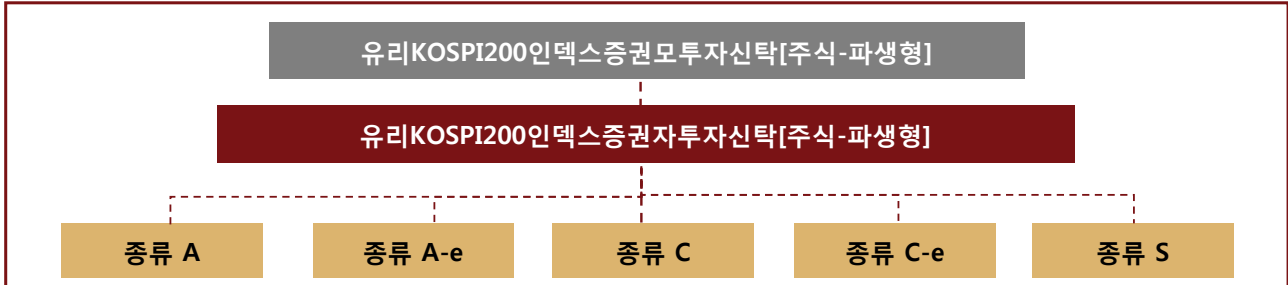 유리KOSPI200인덱스증권모투자신탁[주식-파생형]
유리KOSPI200인덱스증권자투자신탁[주식-파생형]
종류 A
종류 A-e
종류 C
종류 C-e
종류 S